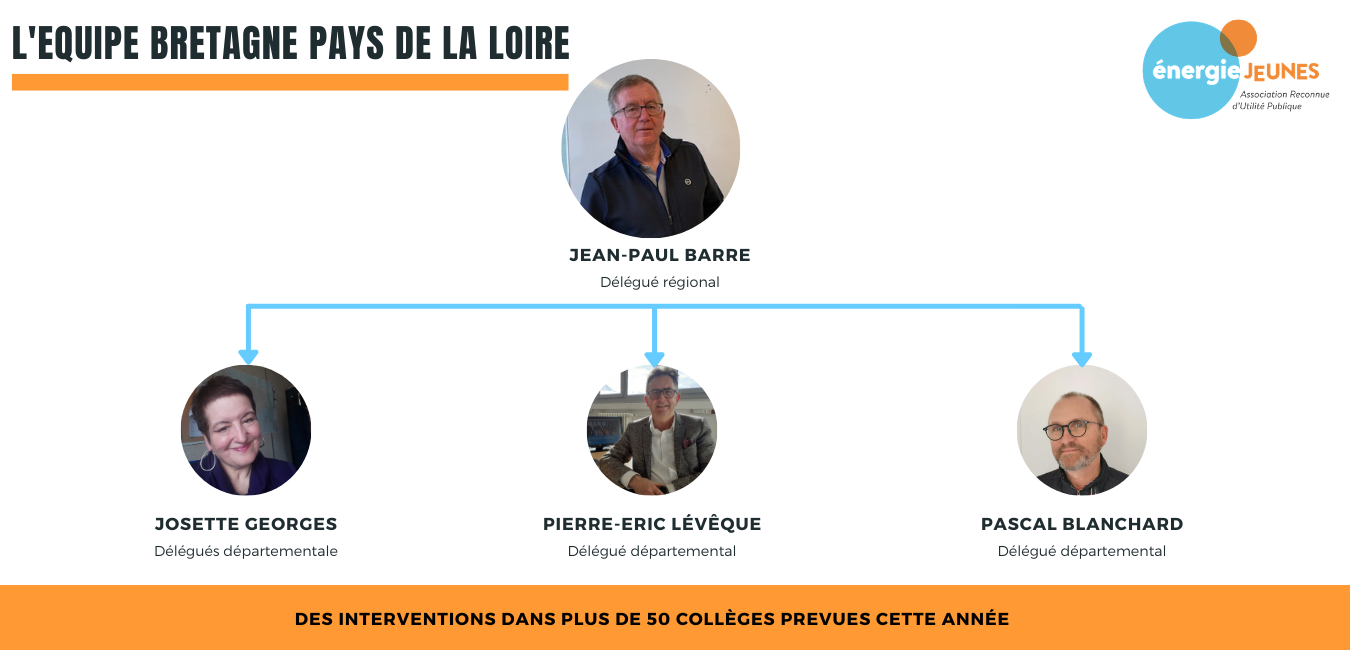 L'EQUIPE BRETAGNE PAYS DE LA LOIRE
énergie JEUNES
Association Reconnue
d'Utilité Publique
JEAN-PAUL BARRE
Délégué régional
JOSETTE GEORGES
Délégués départementale
PIERRE-ERIC LÉVÊQUE
Délégué départemental
PASCAL BLANCHARD
Délégué départemental
DES INTERVENTIONS DANS PLUS DE 50 COLLÈGES PREVUES CETTE ANNÉE